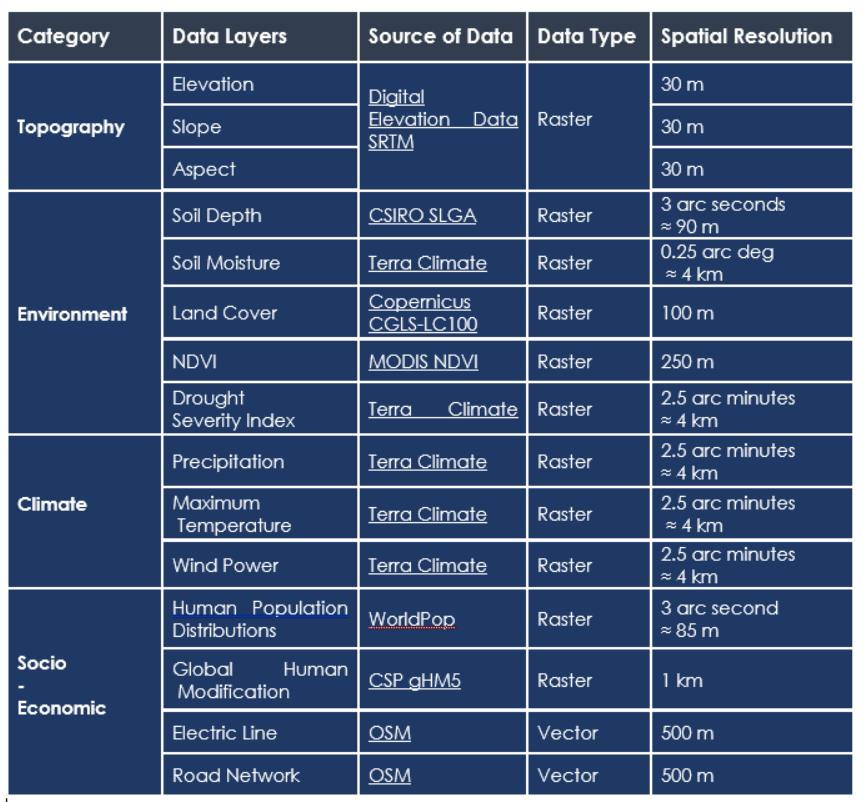 Category Data Layers Source of Data Data Type Spatial Resolution
Topography
Elevation
Digital
Elevation Data
SRTM
Raster
30 m
Slope
30 m
Aspect
30 m
Environment
Soil Depth
CSIRO SLGA
Raster
3 arc seconds
≈ 90 m
Soil Moisture
Terra Climate
Raster
0.25 arc deg
≈ 4 km
Land Cover
Copernicus
CGLS-LC100
Raster
100 m
NDVI
MODIS NDVI
Raster
250 m
Drought
Severity Index
Terra Climate
Raster
2.5 arc minutes
≈ 4 km
Climate
Precipitation
Terra Climate
Raster
2.5 arc minutes
≈ 4 km
Maximum
Temperature
Terra Climate
Raster
2.5 arc minutes
≈ 4 km
Wind Power
Terra Climate
Raster
2.5 arc minutes
≈ 4 km
Socio
-
Economic
Human Population
Distributions
WorldPop
Raster
3 arc second
≈ 85 m
Global Human
Modification
CSP gHM5
Raster
1 km
Electric Line
OSM
Vector
500 m
Road Network
OSM
Vector
500 m